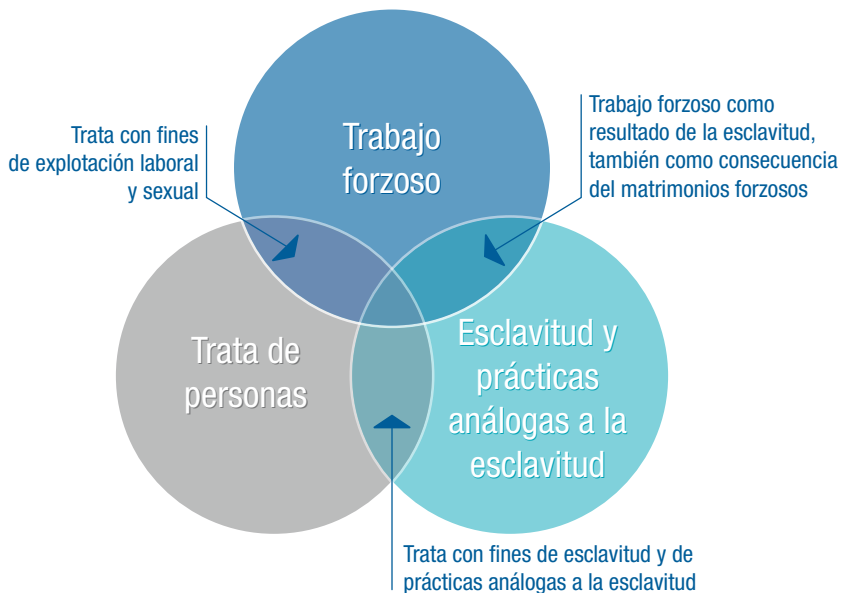 Trabajo
forzoso
Trata con fines
de explotación laboral
y sexual
Trabajo forzoso como
resultado de la esclavitud,
también como consecuencia
del matrimonios forzosos
Trata de
personas
Esclavitud y
prácticas
análogas a la
esclavitud
Trata con fines de esclavitud y de
prácticas análogas a la esclavitud